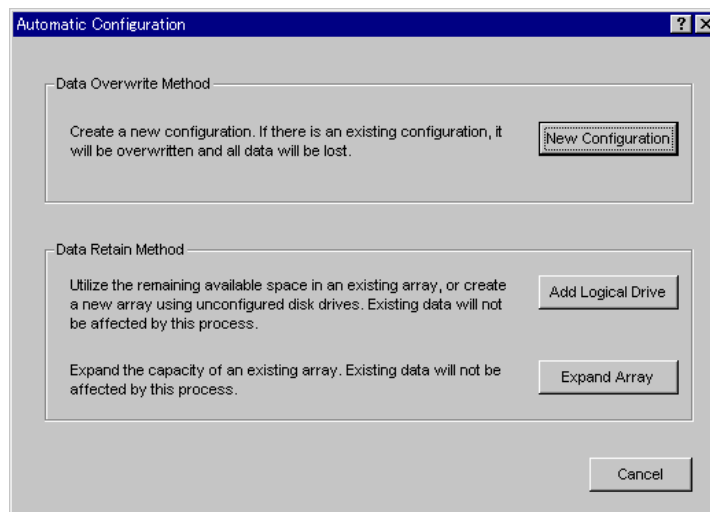 Automatic Configuration
Data Overwrite Method
Create a new configuration. If there is an existing configuration, it
will be overwritten and all data will be lost.
New Configuration
Data Retain Method
Utilize the remaining available space in an existing array, or create
a new array using unconfigured disk drives. Existing data will not
be affected by this process.
Add Logical Drive
Expand the capacity of an existing array. Existing data will not be
affected by this process.
Expand Array
Cancel